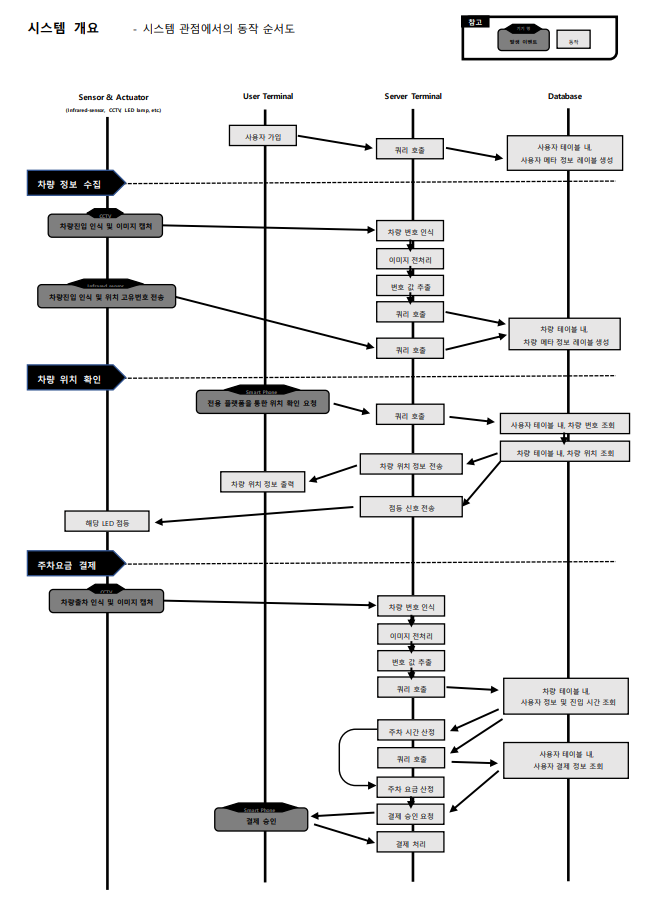 시스템 개요
- 시스템 관점에서의 동작 순서도
참고
동작
Sensor & Actuator
(Infrared-sensor, CCTV, LED lamp, etc)
User Terminal
Server Terminal
Database
사용자 가입
쿼리 호출
사용자 테이블 내,
사용자 메타 정보 레이블 생성
차량 정보 수집
CCTV
차량진입 인식 및 이미지 캡처
차량 번호 인식
이미지 전처리
번호 값 추출
쿼리 호출
Infrared sensor
차량진입 인식 및 위치 고유번호 전송
쿼리 호출
차량 테이블 내,
차량 메타 정보 레이블 생성
차량 위치 확인
Smart Phone
전용 플랫폼을 통한 위치 확인 요청
쿼리 호출
사용자 테이블 내, 차량 번호 조회
차량 테이블 내, 차량 위치 조회
차량 위치 정보 전송
차량 위치 정보 출력
점등 신호 전송
해당 LED 점등
주차요금 결제
CCTV
차량출차 인식 및 이미지 캡처
차량 번호 인식
이미지 전처리
번호 값 추출
쿼리 호출
차량 테이블 내,
사용자 정보 및 진입 시간 조회
주차 시간 산정
쿼리 호출
사용자 테이블 내,
사용자 결제 정보 조회
주차 요금 산정
결제 승인 요청
Smart Phone
결제 승인
결제 처리